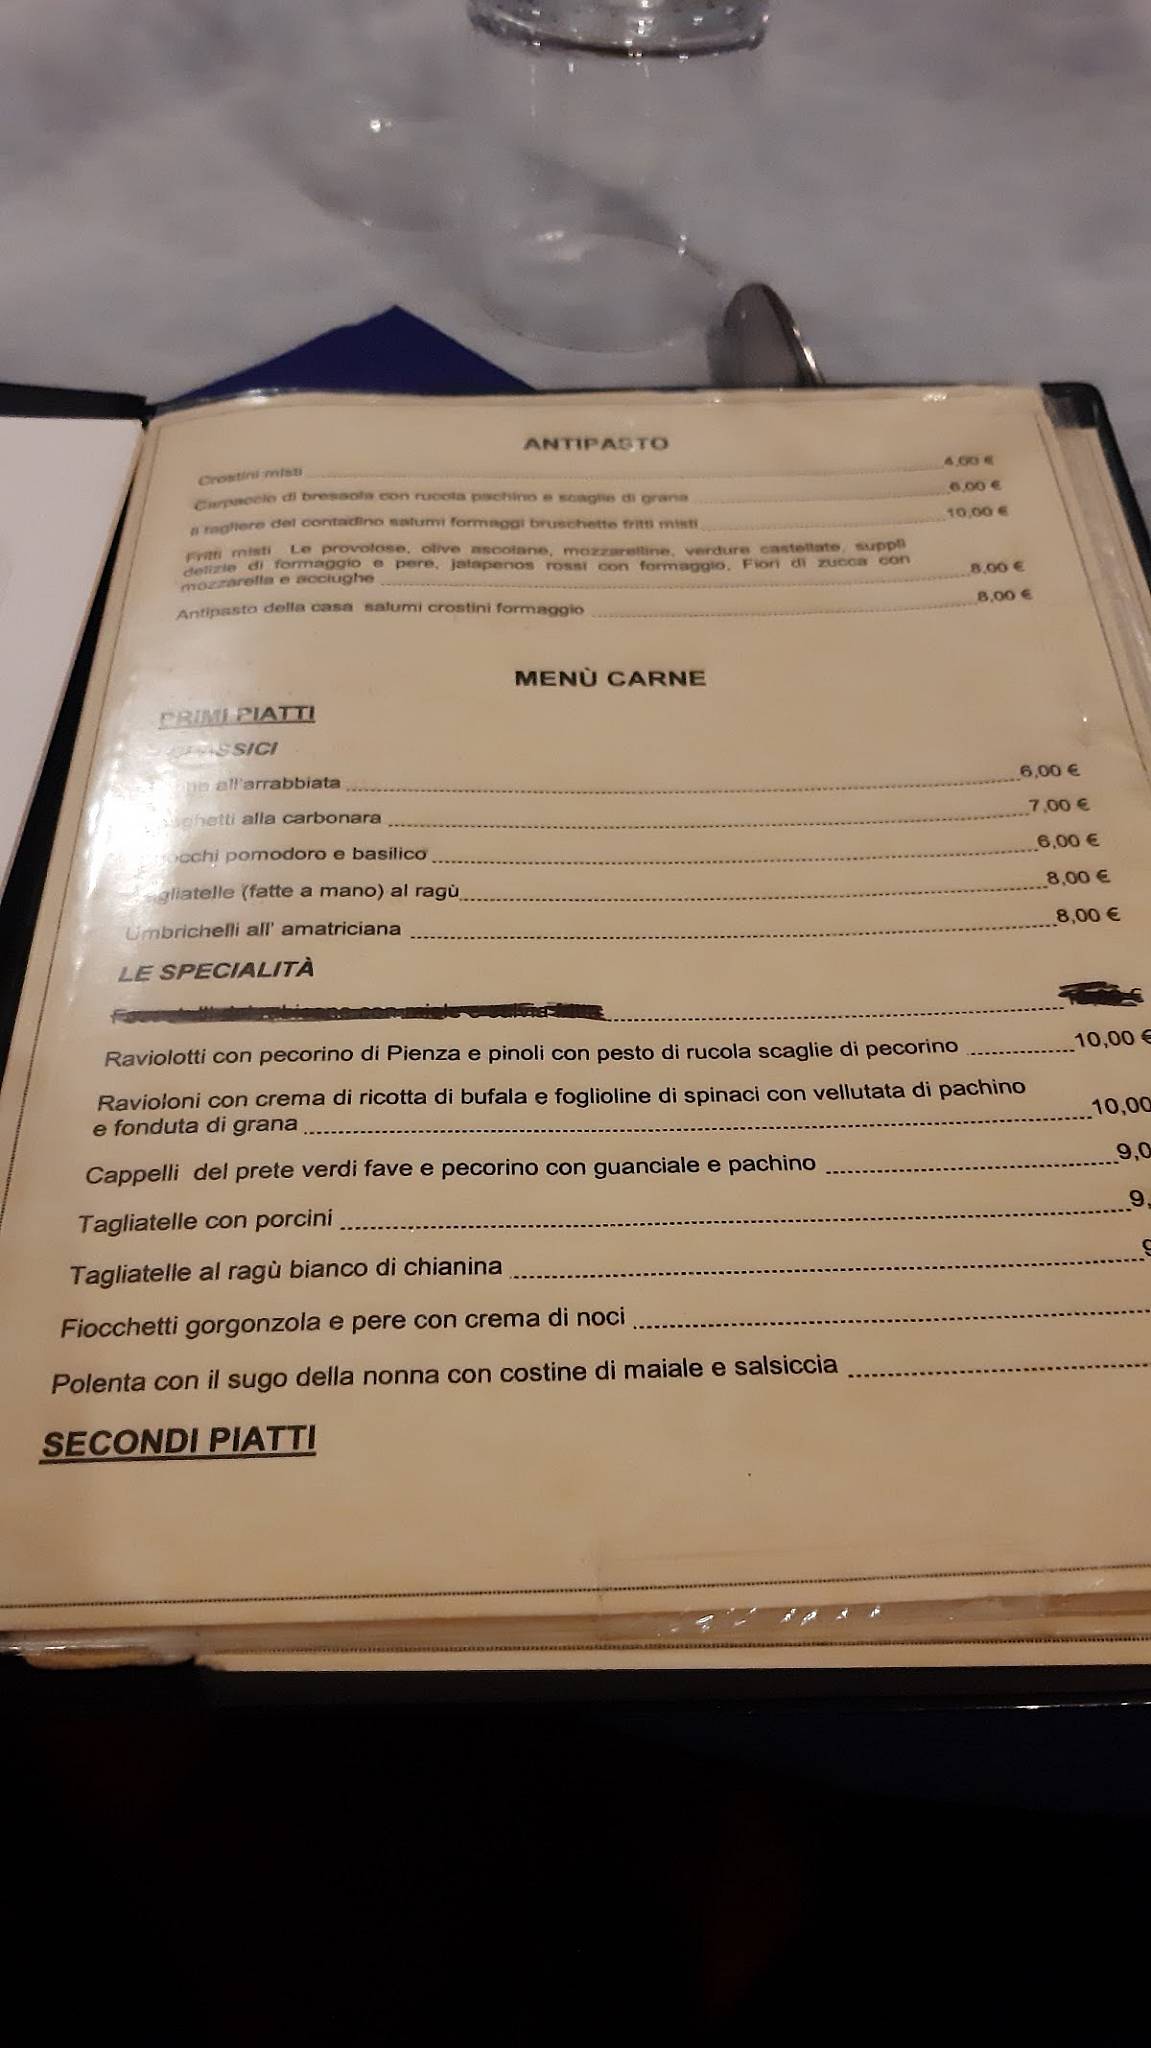 ANTIPASTO
Crostini misti 4,00 €
Carpaccio di bresaola con rucola pachino e scaglie di grana 6,00 €
tagliere del contadino salumi formaggi bruschette fritti misti 10,00 €
Fritti misti Le provolose, olive ascolane, mozzarelline, verdure castellate, supplì
delizie di formaggio e pere, jalapenos rossi con formaggio, Fiori di zucca con
mozzarella e acciughe 8,00 €
Antipasto della casa salumi crostini formaggio 8,00 €
MENÙ CARNE
PRIMI PIATTI
SSICI
all'arrabbiata 6,00 €
ghetti alla carbonara 7,00 €
occhi pomodoro e basilico 6,00 €
gliatelle (fatte a mano) al ragù 8,00 €
Umbrichelli all' amatriciana 8,00 €
LE SPECIALITÀ
Raviolotti con pecorino di Pienza e pinoli con pesto di rucola scaglie di pecorino 10,00 €
Ravioloni con crema di ricotta di bufala e foglioline di spinaci con vellutata di pachino
e fonduta di grana 10,00
Cappelli del prete verdi fave e pecorino con guanciale e pachino 9,0
Tagliatelle con porcini 9,
Tagliatelle al ragù bianco di chianina
Fiocchetti gorgonzola e pere con crema di noci
Polenta con il sugo della nonna con costine di maiale e salsiccia
SECONDI PIATTI